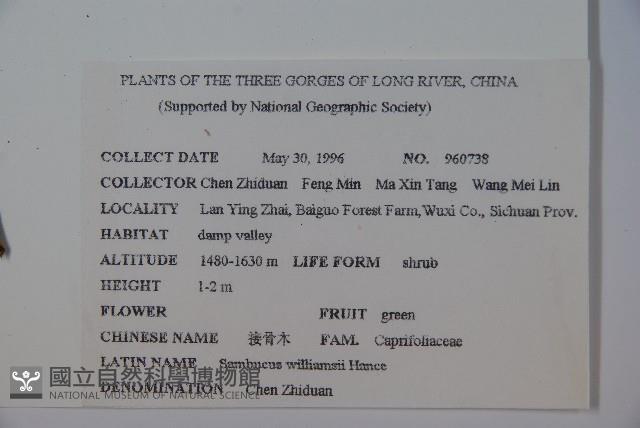 PLANTS OF THE THREE GORGES OF LONG RIVER, CHINA
(Supported by National Geographic Society)
COLLECT DATE May 30, 1996 NO. 960738
COLLECTOR Chen Zhiduan Feng Min Ma Xin Tang Wang Mei Lin
LOCALITY Lan Ying Zhai, Baiguo Forest Farm,Wuxi Co., Sichuan Prov.
HABITAT damp valley
ALTITUDE 1480-1630 m LIFE FORM shrub
HEIGHT 1-2 m
FLOWER FRUIT green
CHINESE NAME 接骨木 FAM. Caprifoliaceae
LATIN NAME Sambucus williamsii Hance
DENOMINATION Chen Zhiduan
國立自然科學博物館
NATIONAL MUSEUM OF NATURAL SCIENCE